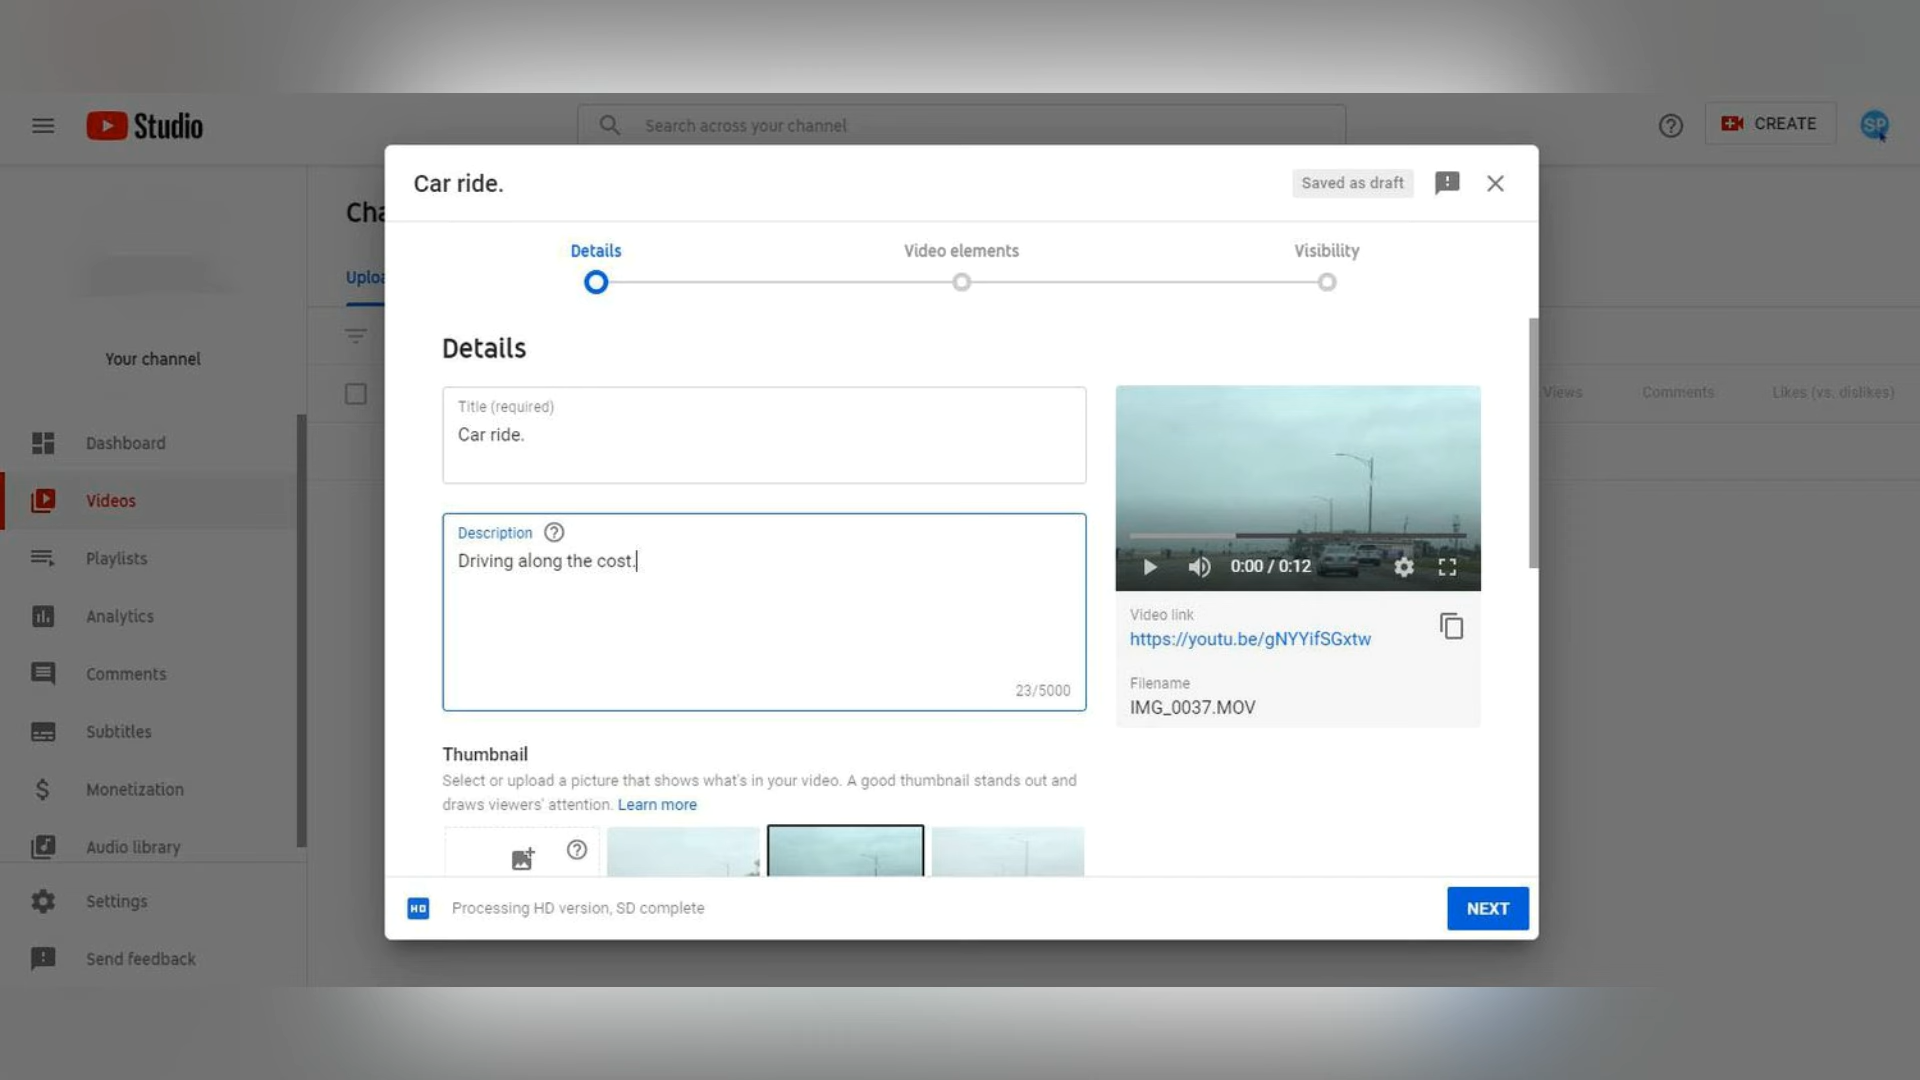 Studio
Search across your channel
CREATE
SP
Car ride.
Saved as draft
Cha
Details
Video elements
Visibility
Uploa
Your channel
Details
Title (required)
Car ride.
Views
Comments
Likes (vs. dislikes)
Dashboard
Videos
Description
Driving along the cost.
Playlists
0:00 / 0:12
Analytics
Video link
https://youtu.be/gNYYifSGxtw
Comments
23/5000
Filename
IMG_0037.MOV
Subtitles
Thumbnail
Select or upload a picture that shows what's in your video. A good thumbnail stands out and
draws viewers' attention. Learn more
Monetization
Audio library
Settings
HD
Processing HD version, SD complete
NEXT
Send feedback